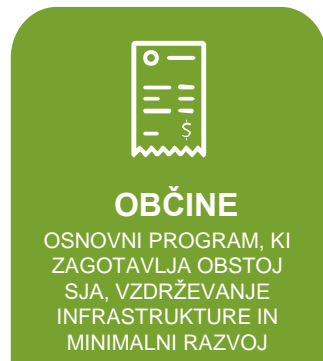 $
OBČINE
OSNOVNI PROGRAM, KI
ZAGOTAVLJA OBSTOJ
SJA, VZDRŽEVANJE
INFRASTRUKTURE IN
MINIMALNI RAZVOJ